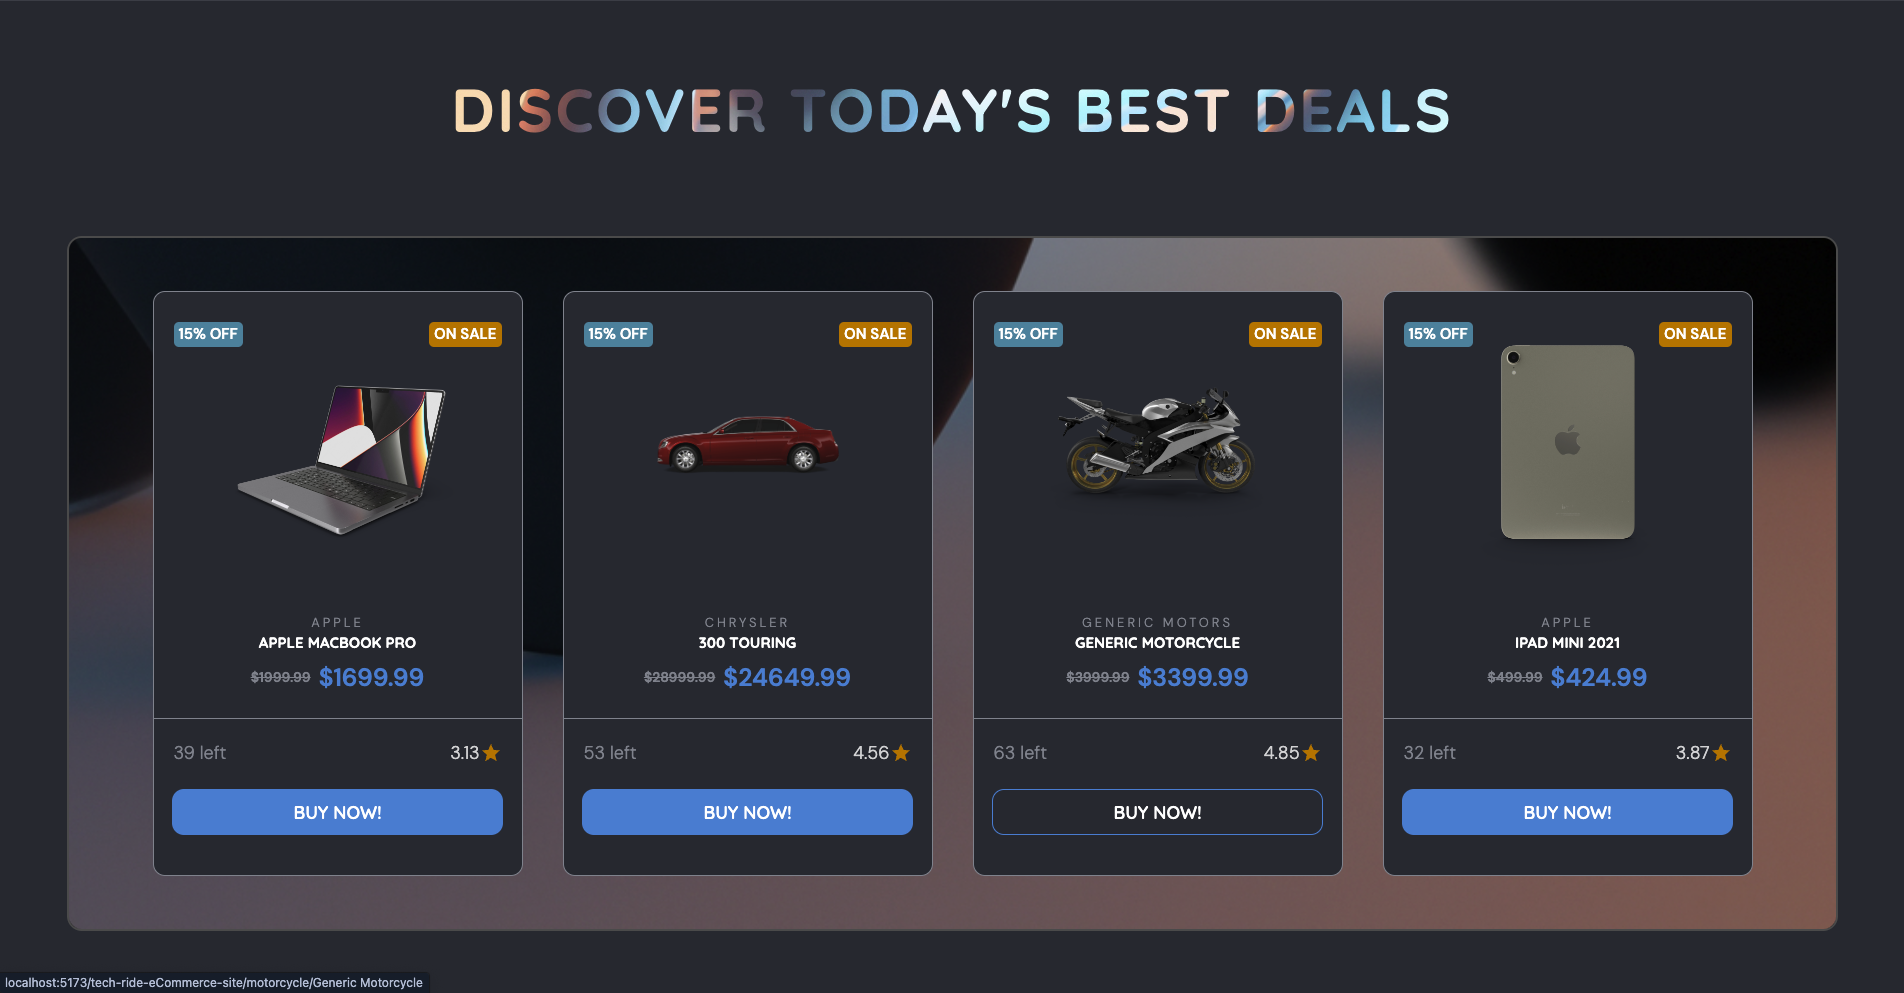 DISCOVER TODAY'S BEST DEALS
15% OFF
ON SALE
APPLE
APPLE MACBOOK PRO
$1999.99 $1699.99
39 left
3.13
BUY NOW!
15% OFF
ON SALE
CHRYSLER
300 TOURING
$28999.99 $24649.99
53 left
4.56
BUY NOW!
15% OFF
ON SALE
GENERIC MOTORS
GENERIC MOTORCYCLE
$3999.99 $3399.99
63 left
4.85
BUY NOW!
15% OFF
ON SALE
APPLE
IPAD MINI 2021
$499.99 $424.99
32 left
3.87
BUY NOW!
localhost:5173/tech-ride-eCommerce-site/motorcycle/Generic Motorcycle